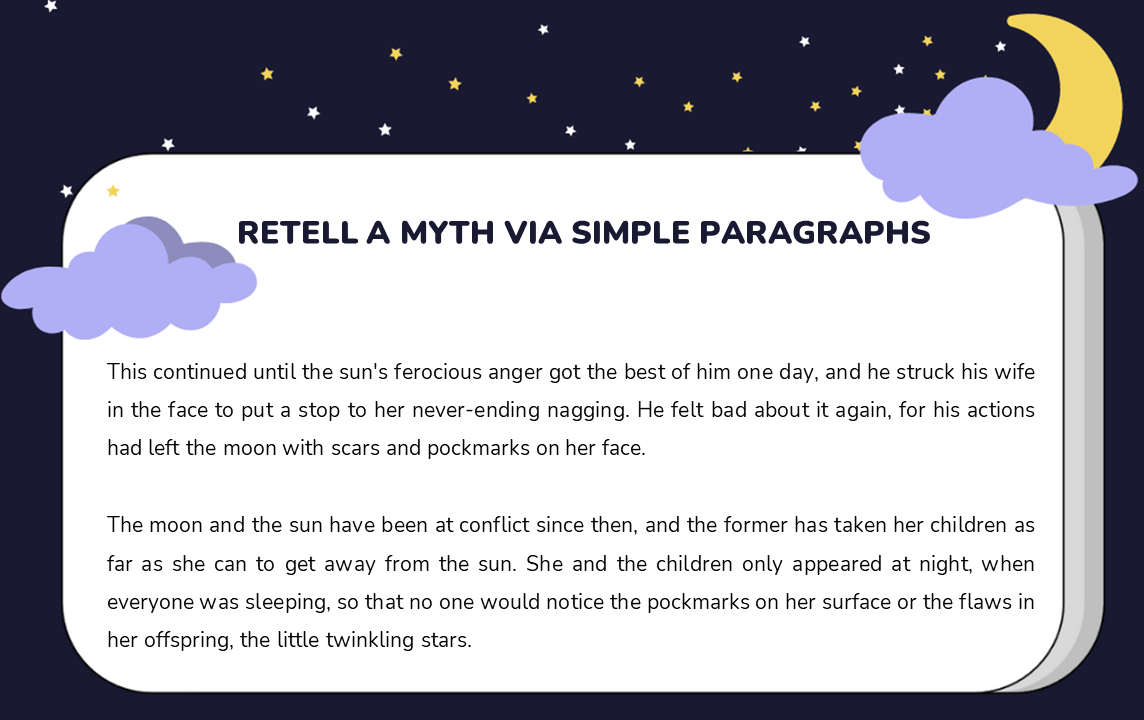 RETELL A MYTH VIA SIMPLE PARAGRAPHS
This continued until the sun's ferocious anger got the best of him one day, and he struck his wife
in the face to put a stop to her never-ending nagging. He felt bad about it again, for his actions
had left the moon with scars and pockmarks on her face.
The moon and the sun have been at conflict since then, and the former has taken her children as
far as she can to get away from the sun. She and the children only appeared at night, when
everyone was sleeping, so that no one would notice the pockmarks on her surface or the flaws in
her offspring, the little twinkling stars.